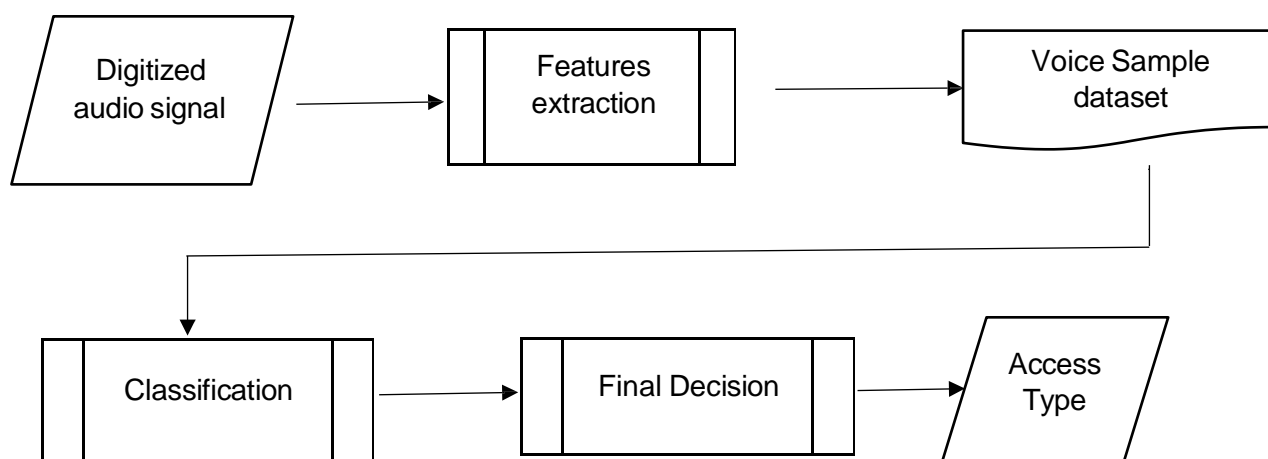 Digitized
audio signal
Features
extraction
Voice Sample
dataset
Classification
Final Decision
Access
Type